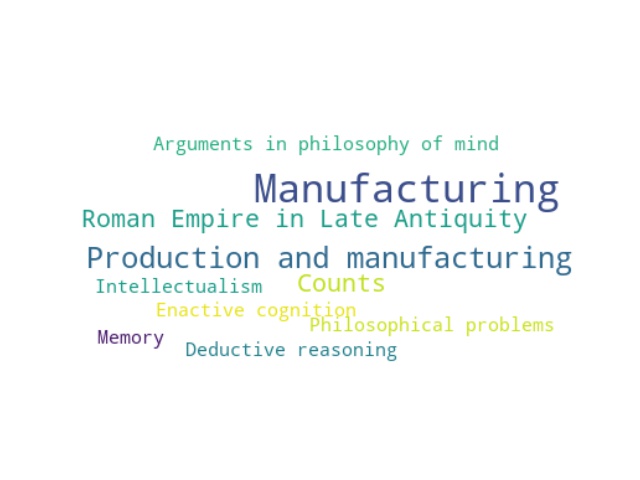 Arguments in philosophy of mind
Manufacturing
Roman Empire in Late Antiquity
Production and manufacturing
Counts
Intellectualism
Enactive cognition
Philosophical problems
Memory
Deductive reasoning